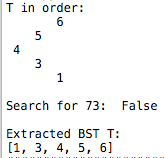 T in order:
6
5
4
3
1
Search for 73:  False
Extracted BST T:
[1, 3, 4, 5, 6]